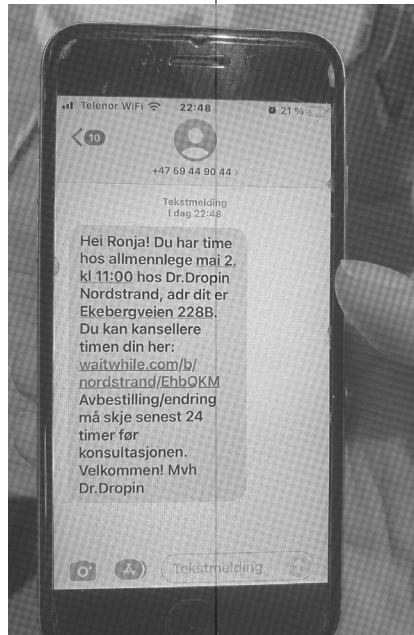 Telenor WiFi 22:48 21 %
10
+47 59 44 90 44 >
Tekstmelding
I dag 22:48
Hei Ronja! Du har time
hos allmennlege mai 2.
kl 11:00 hos Dr.Dropin
Nordstrand, adr dit er
Ekebergveien 228B.
Du kan kansellere
timen din her:
waitwhile.com/b/
nordstrand/EhbQKM
Avbestilling/endring
må skje senest 24
timer før
konsultasjonen.
Velkommen! Mvh
Dr.Dropin
Tekstmelding